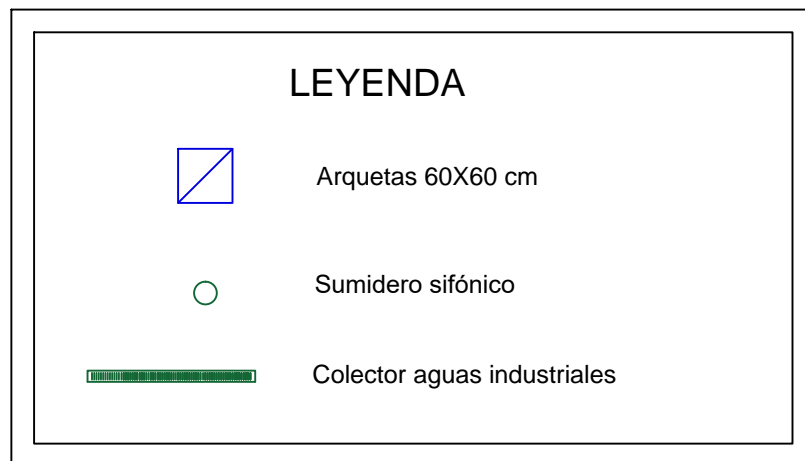 LEYENDA
Arquetas 60X60 cm
Sumidero sifónico
Colector aguas industriales